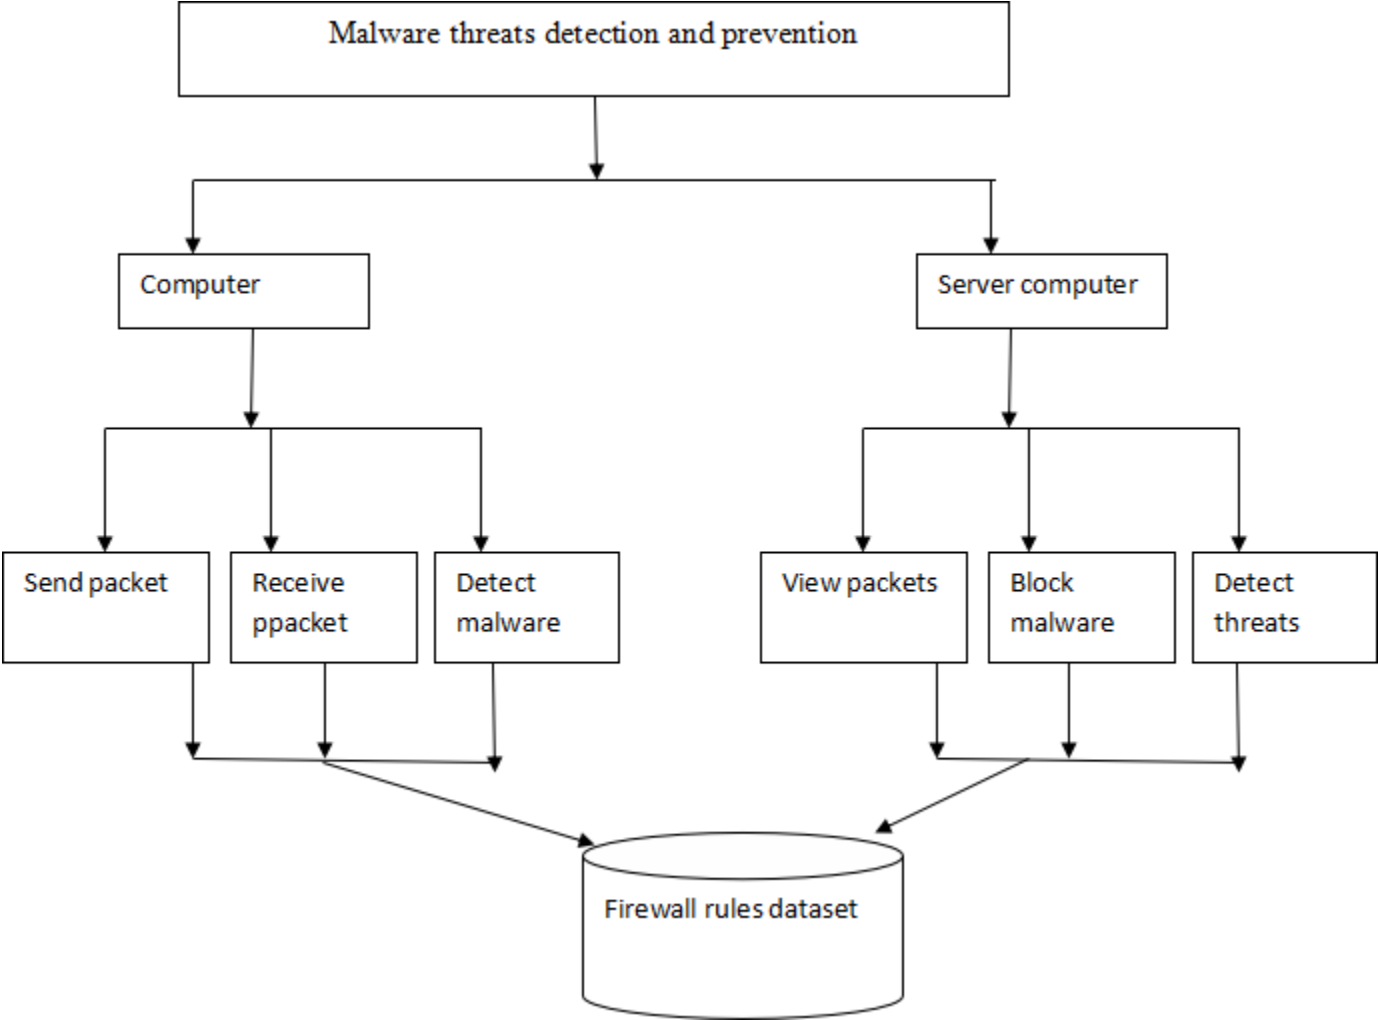 Malware threats detection and prevention
Computer
Server computer
Send packet
Receive
ppacket
Detect
malware
View packets
Block
malware
Detect
threats
Firewall rules dataset